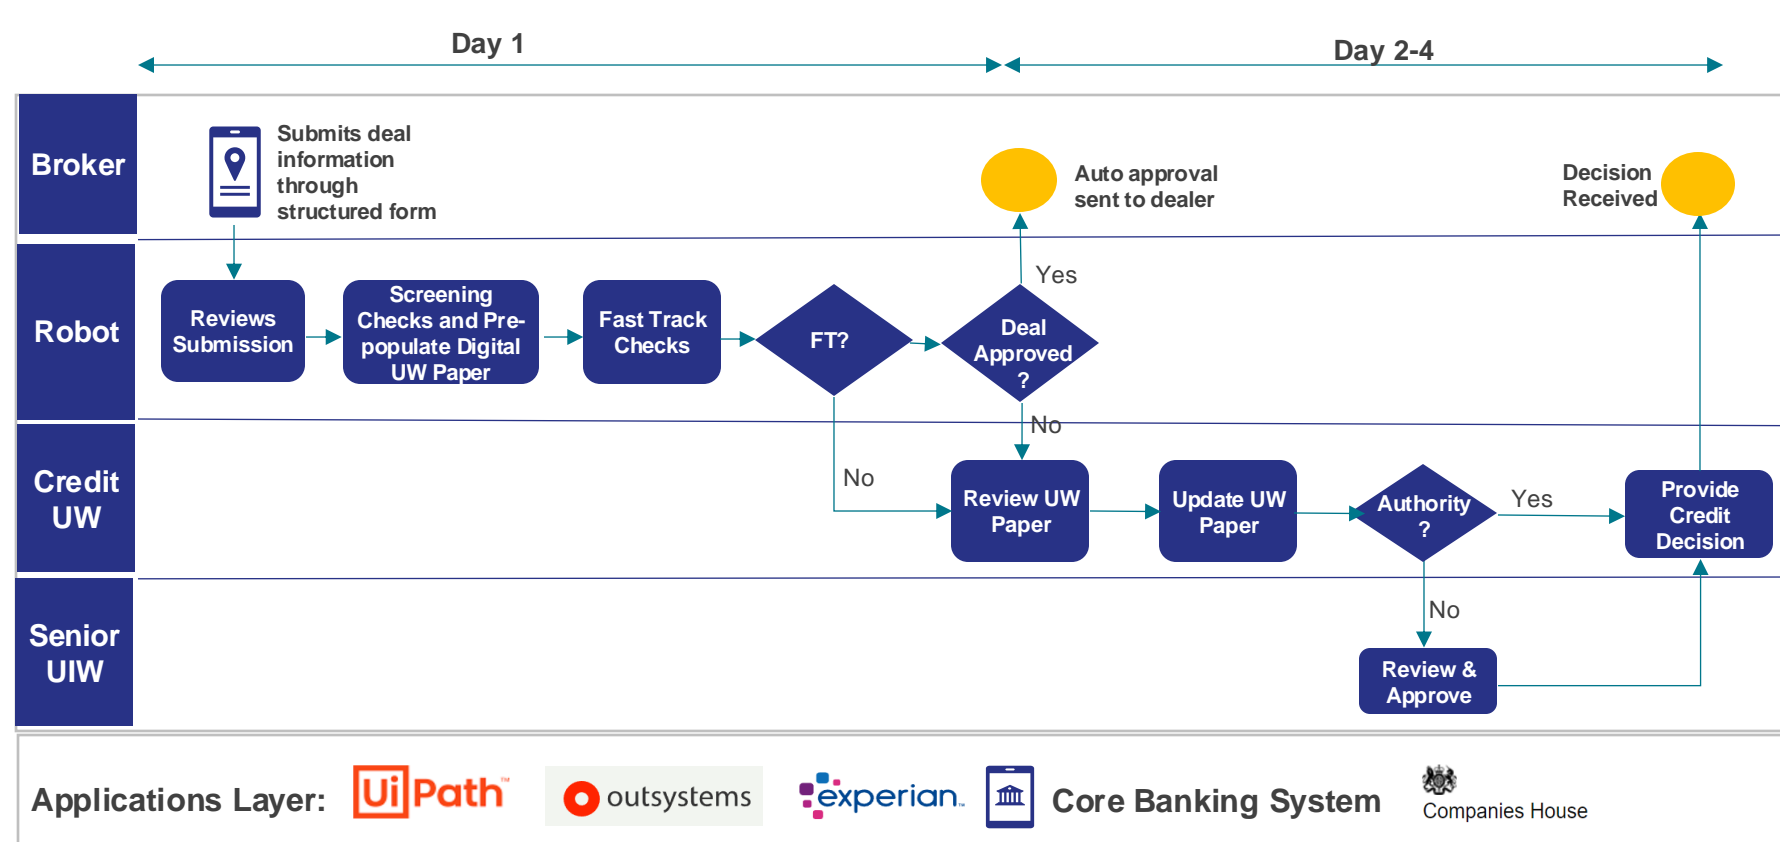 Day 1
Day 2-4
Broker
Submits deal
information
through
structured form
Auto approval
sent to dealer
Decision
Received
Robot
Reviews
Submission
Screening
Checks and Pre-
populate Digital
UW Paper
Fast Track
Checks
FT?
Deal
Approved
?
Yes
No
Credit
UW
No
Review UW
Paper
Update UW
Paper
Authority
?
Yes
Provide
Credit
Decision
Senior
UIW
No
Review &
Approve
Applications Layer:
UiPath™
outsystems
experian™
Core Banking System
Companies House